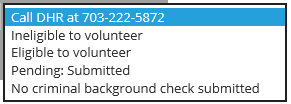 Call DHR at 703-222-5872
Ineligible to volunteer
Eligible to volunteer
Pending: Submitted
No criminal background check submitted